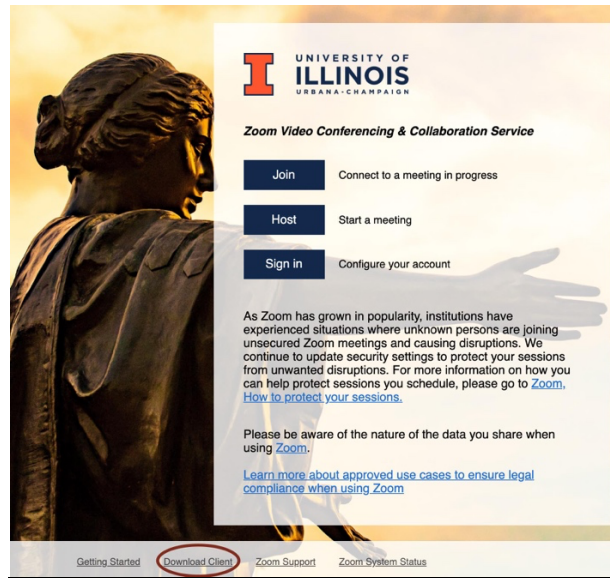 UNIVERSITY OF
ILLINOIS
URBANA-CHAMPAIGN
Zoom Video Conferencing & Collaboration Service
Join Connect to a meeting in progress
Host Start a meeting
Sign in Configure your account
As Zoom has grown in popularity, institutions have
experienced situations where unknown persons are joining
unsecured Zoom meetings and causing disruptions. We
continue to update security settings to protect your sessions
from unwanted disruptions. For more information on how you
can help protect sessions you schedule, please go to Zoom,
How to protect your sessions.
Please be aware of the nature of the data you share when
using Zoom.
Learn more about approved use cases to ensure legal
compliance when using Zoom
Getting Started Download Client Zoom Support Zoom System Status